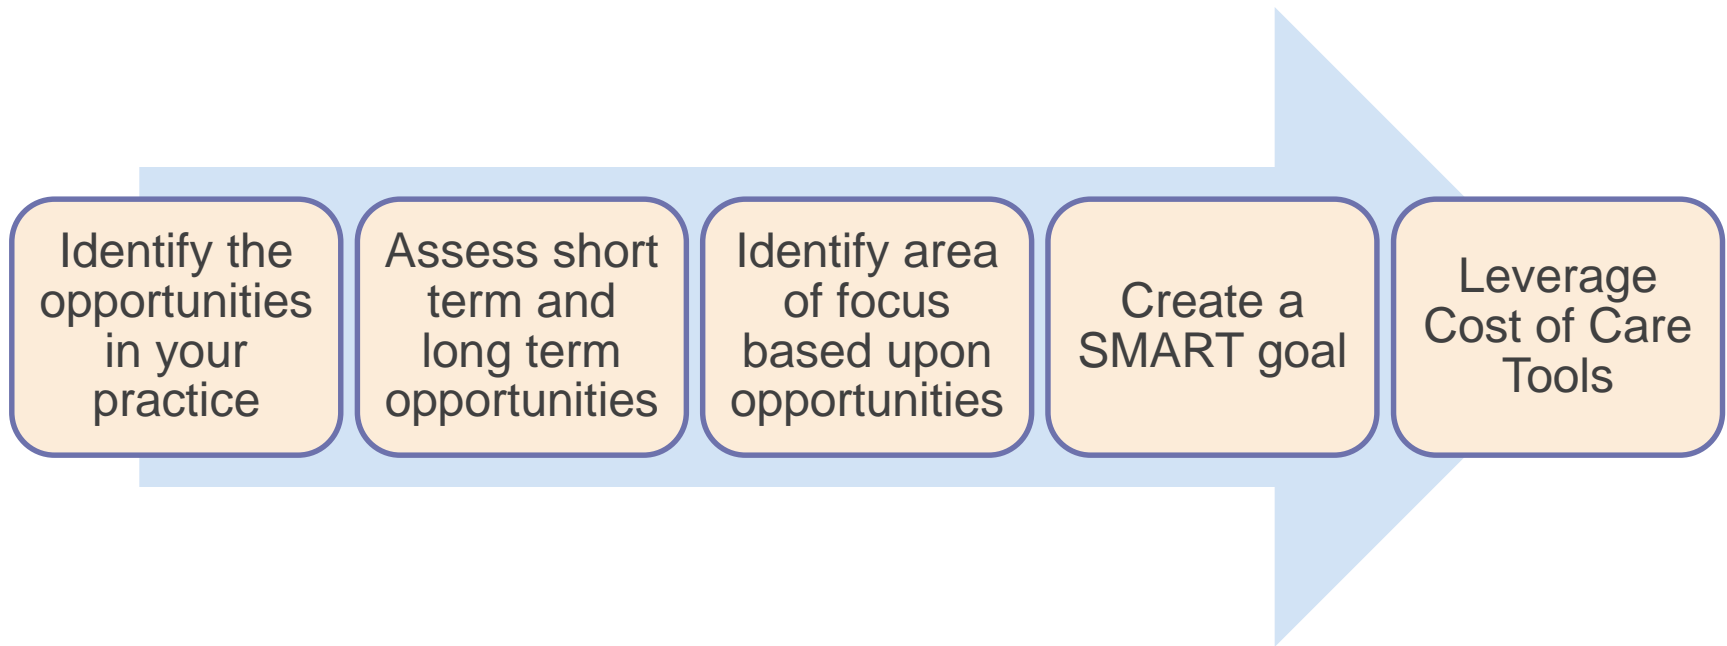 Identify the
opportunities
in your
practice
Assess short
term and
long term
opportunities
Identify area
of focus
based upon
opportunities
Create a
SMART goal
Leverage
Cost of Care
Tools